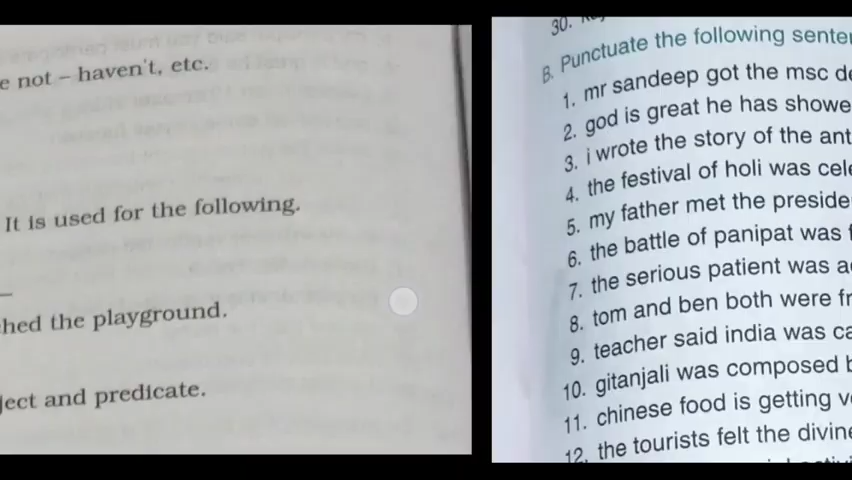 e not – haven't, etc.
It is used for the following.
hed the playground.
ject and predicate.
30.
B. Punctuate the following senter
1. mr sandeep got the msc de
2. god is great he has showe
3. i wrote the story of the ant
4. the festival of holi was cele
5. my father met the preside
6. the battle of panipat was f
7. the serious patient was a
8. tom and ben both were fr
9. teacher said india was ca
10. gitanjali was composed b
11. chinese food is getting v
12. the tourists felt the divine